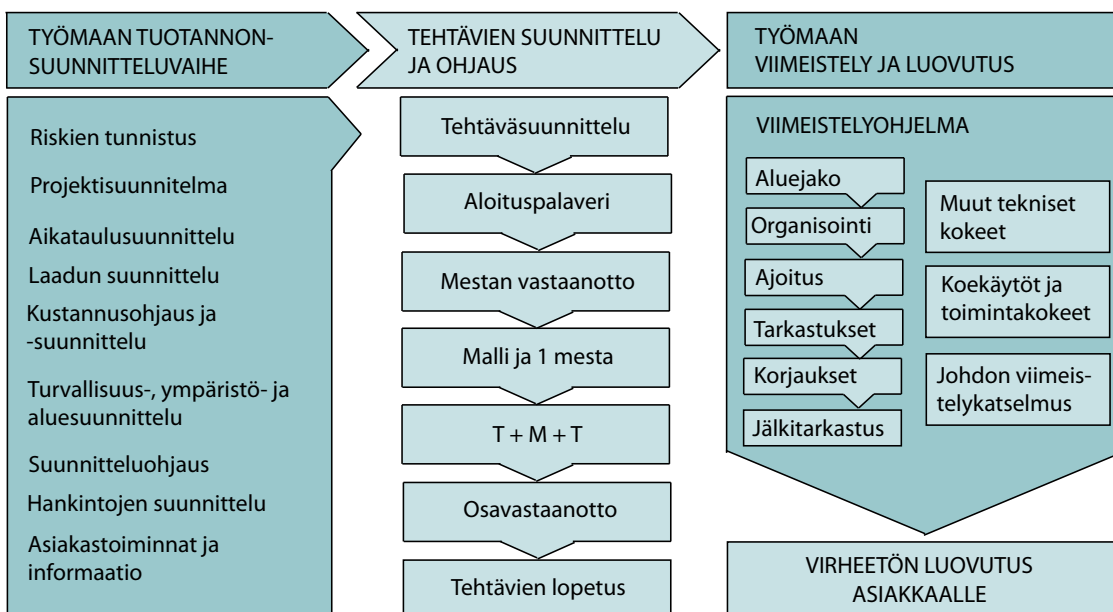 TYÖMAAN TUOTANNON-
SUUNNITTELUVAIHE
Riskien tunnistus
Projektisuunnitelma
Aikataulusuunnittelu
Laadun suunnittelu
Kustannusohjaus ja
-suunnittelu
Turvallisuus-, ympäristö- ja
aluesuunnittelu
Suunnitteluohjaus
Hankintojen suunnittelu
Asiakastoiminnat ja
informaatio
TEHTÄVIEN SUUNNITTELU
JA OHJAUS
Tehtäväsuunnittelu
Aloituspalaveri
Mestan vastaanotto
Malli ja 1 mesta
T + M + T
Osavastaanotto
Tehtävien lopetus
TYÖMAAN
VIIMEISTELY JA LUOVUTUS
VIIMEISTELYOHJELMA
Aluejako
Organisointi
Ajoitus
Tarkastukset
Korjaukset
Jälkitarkastus
Muut tekniset
kokeet
Koekäytöt ja
toimintakokeet
Johdon viimeis-
telykatselmus
VIRHEETÖN LUOVUTUS
ASIAKKAALLE